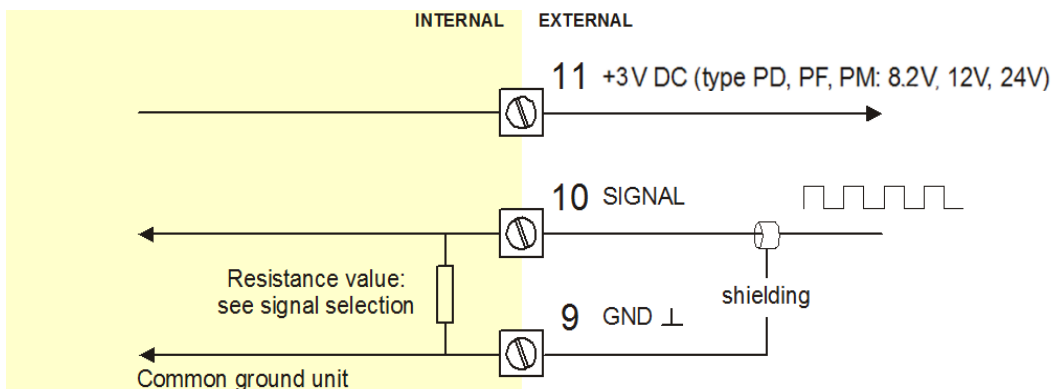 INTERNAL EXTERNAL
11 +3V DC (type PD, PF, PM: 8.2V, 12V, 24V)
10 SIGNAL
Resistance value:
see signal selection
shielding
9 GND ⊥
Common ground unit